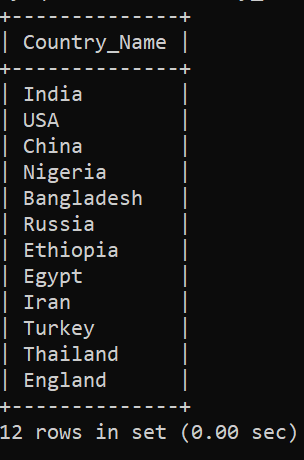 +--------------+
| Country_Name |
+--------------+
| India        |
| USA          |
| China        |
| Nigeria      |
| Bangladesh   |
| Russia       |
| Ethiopia     |
| Egypt        |
| Iran         |
| Turkey       |
| Thailand     |
| England      |
+--------------+
12 rows in set (0.00 sec)